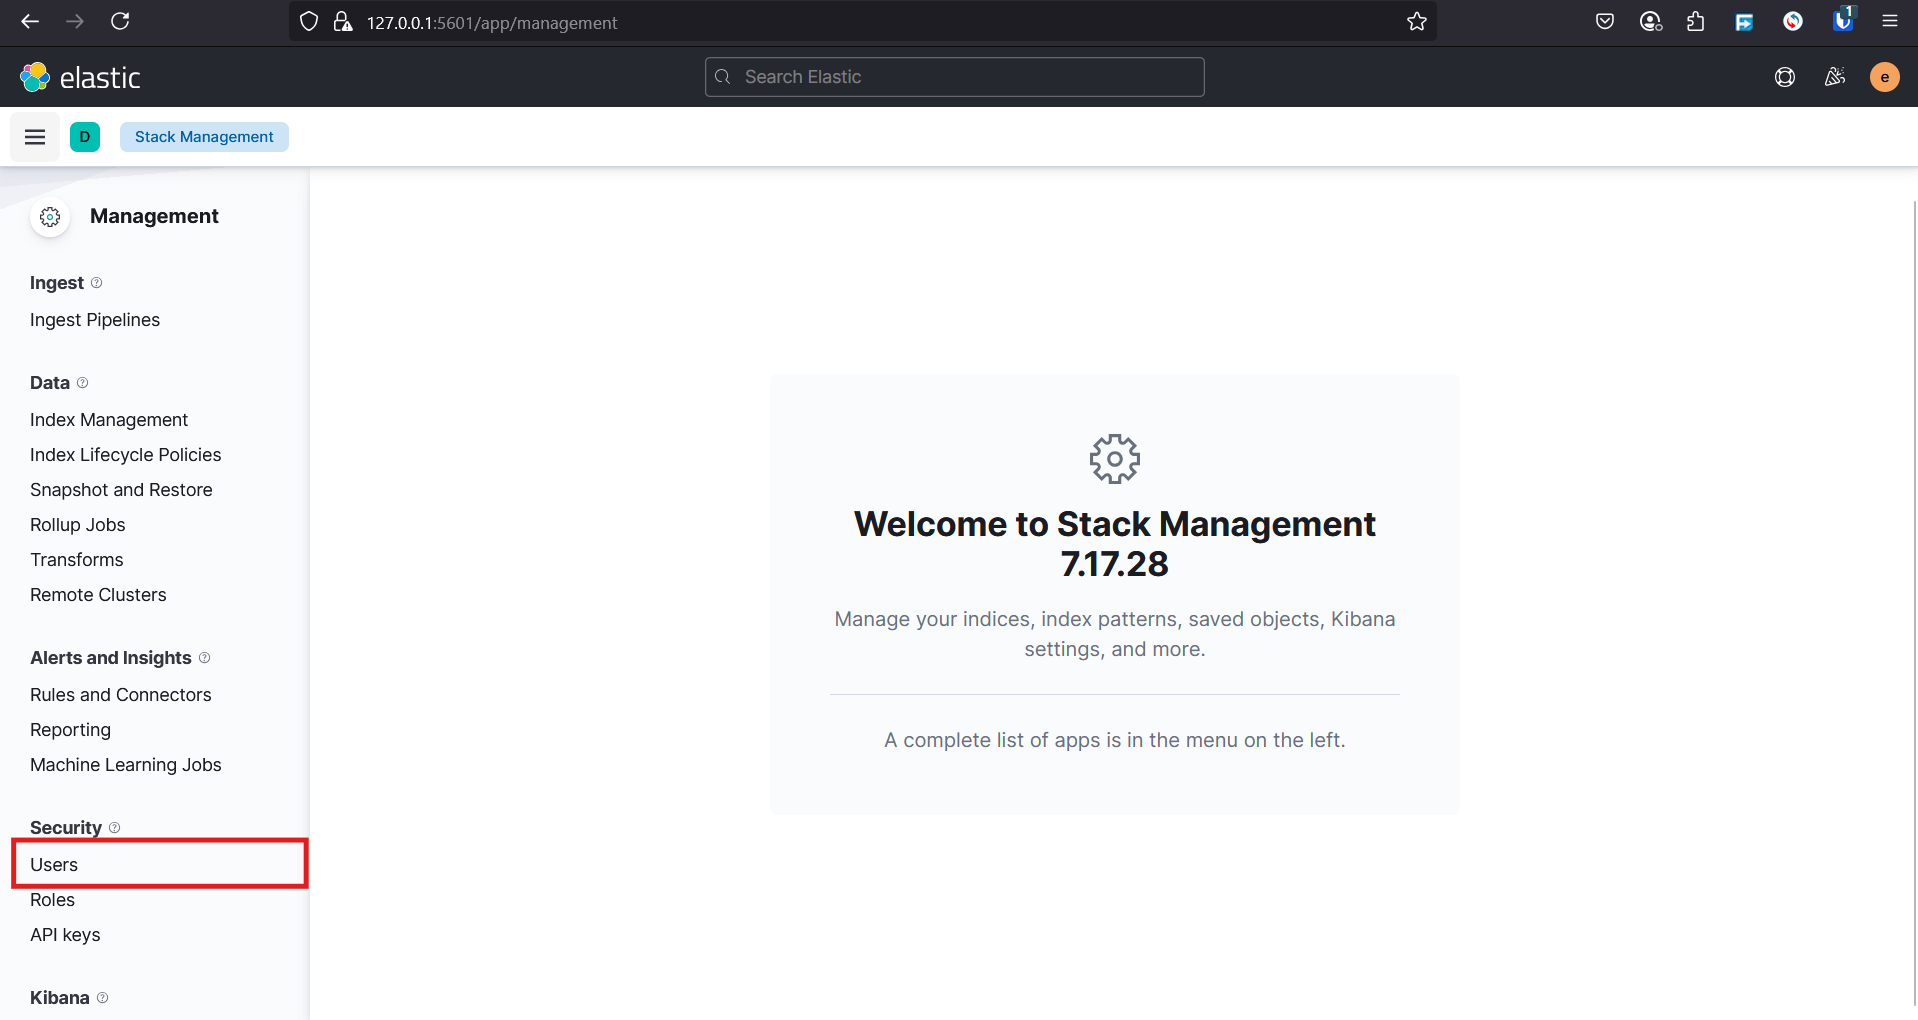 127.0.0.1:5601/app/management
1
elastic
Search Elastic
e
D
Stack Management
Management
Ingest
Ingest Pipelines
Data
Index Management
Index Lifecycle Policies
Snapshot and Restore
Rollup Jobs
Transforms
Remote Clusters
Alerts and Insights
Rules and Connectors
Reporting
Machine Learning Jobs
Security
Users
Roles
API keys
Kibana
Welcome to Stack Management
7.17.28
Manage your indices, index patterns, saved objects, Kibana
settings, and more.
A complete list of apps is in the menu on the left.